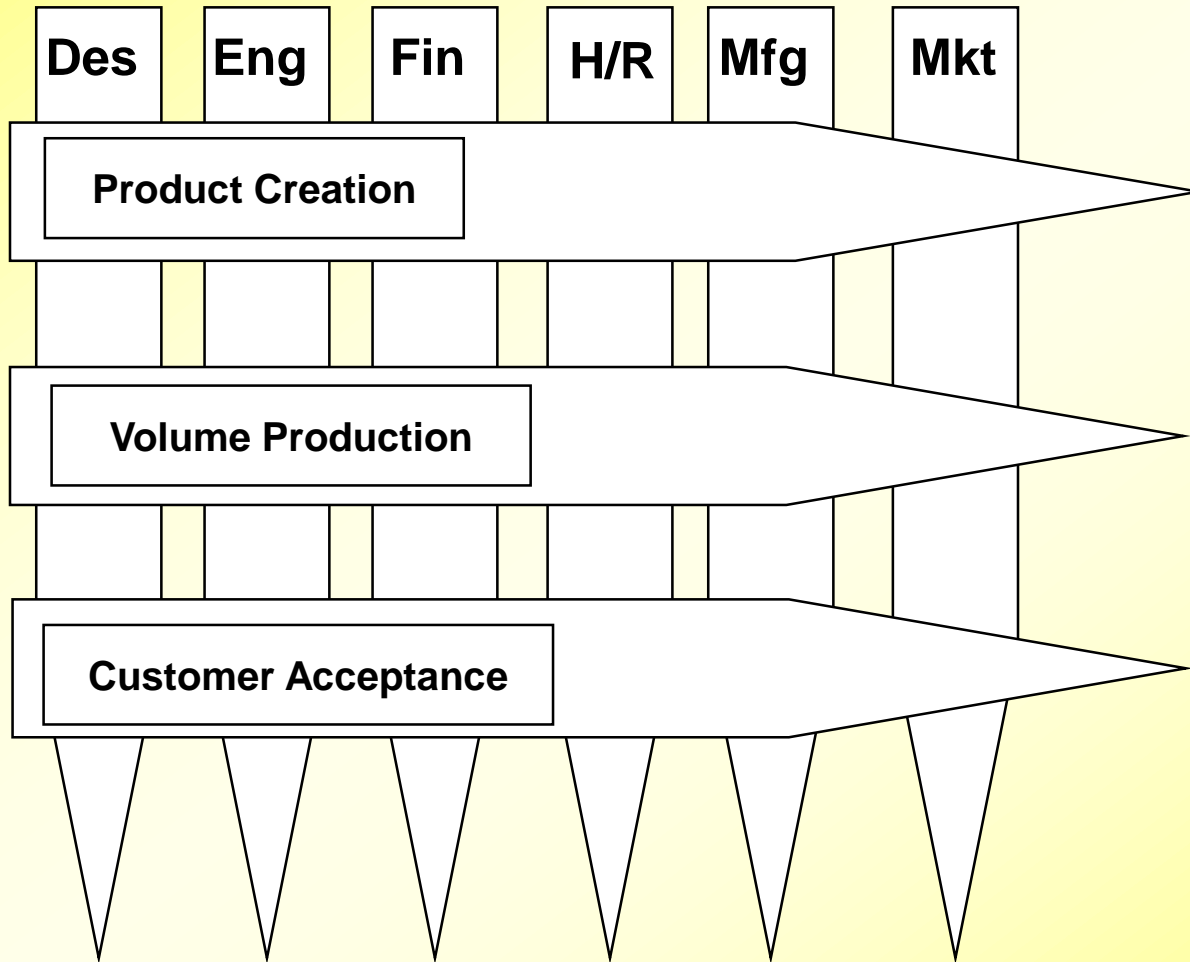 Des Eng Fin H/R Mfg Mkt
Product Creation
Volume Production
Customer Acceptance